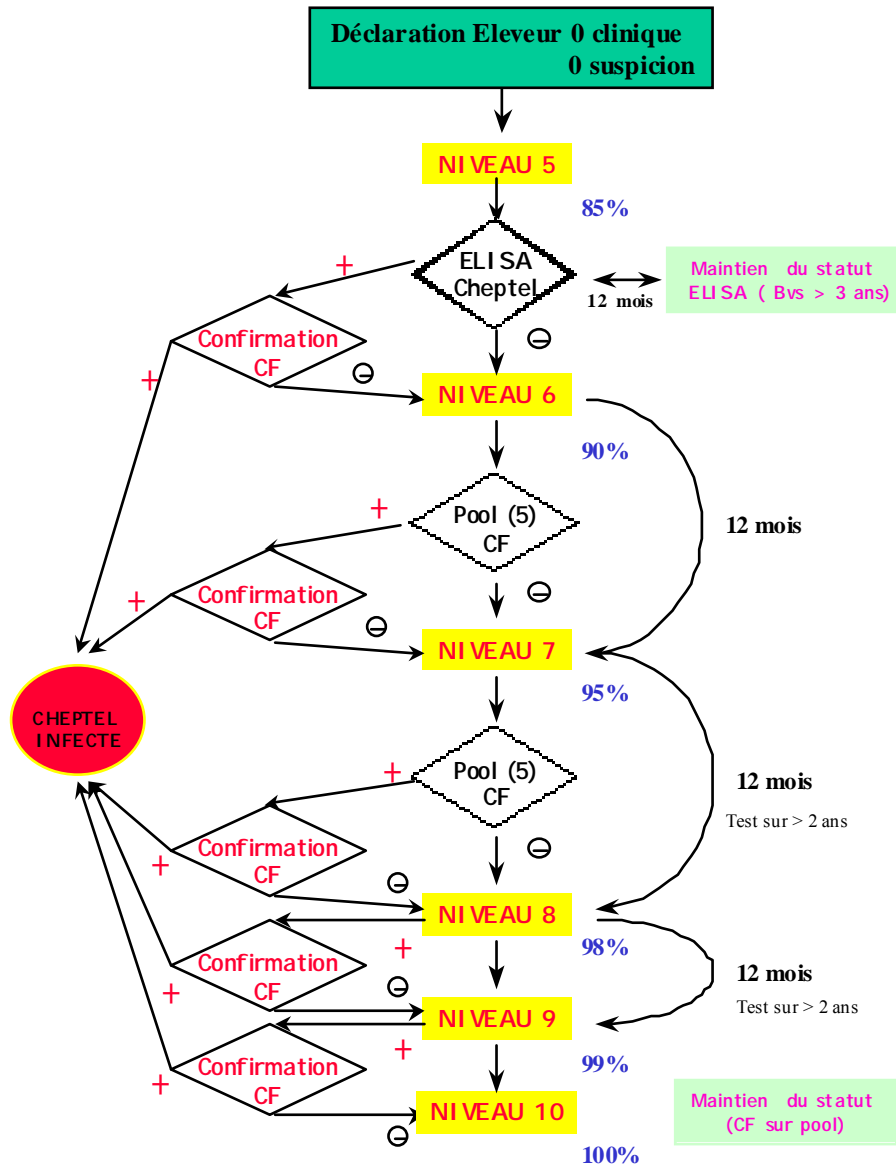 Déclaration Eleveur 0 clinique
0 suspicion
NIVEAU 5
85%
+
ELISA
Cheptel
12 mois
Maintien du statut
ELISA ( Bvs > 3 ans)
Confirmation
CF
+
⊖
⊖
NIVEAU 6
90%
+
Pool (5)
CF
12 mois
Confirmation
CF
+
⊖
⊖
NIVEAU 7
95%
CHEPTEL
INFECTE
+
Pool (5)
CF
12 mois
Test sur > 2 ans
Confirmation
CF
+
⊖
⊖
NIVEAU 8
98%
+
Confirmation
CF
+
⊖
12 mois
Test sur > 2 ans
NIVEAU 9
99%
+
Confirmation
CF
+
⊖
NIVEAU 10
100%
Maintien du statut
(CF sur pool)